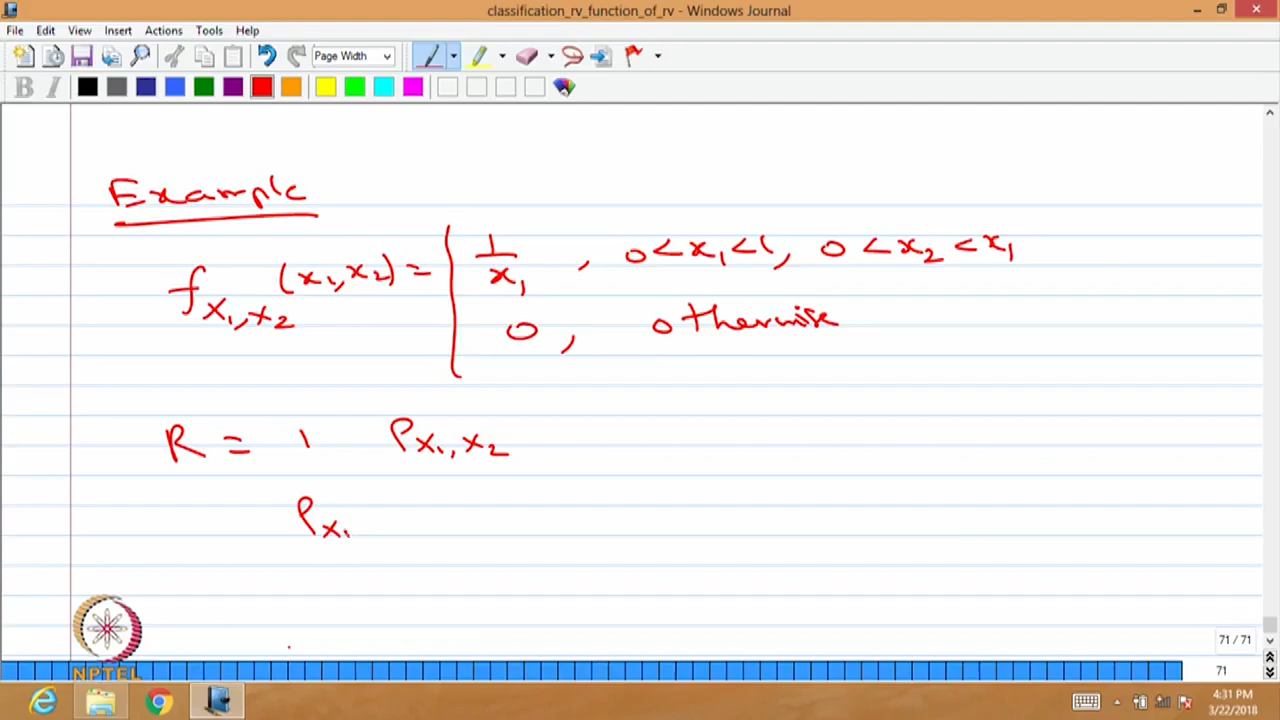 classification_rv_function_of_rv - Windows Journal
File Edit View Insert Actions Tools Help
Page Width
B I
Example
f_{X₁,X₂}(x₁,x₂) = { 1/x₁ , 0<x₁<1, 0<x₂<x₁
0 , otherwise
R = 1 ρ_{X₁,X₂}
ρ_{X₁}
71 / 71
NPTEL 71
4:31 PM
3/22/2018